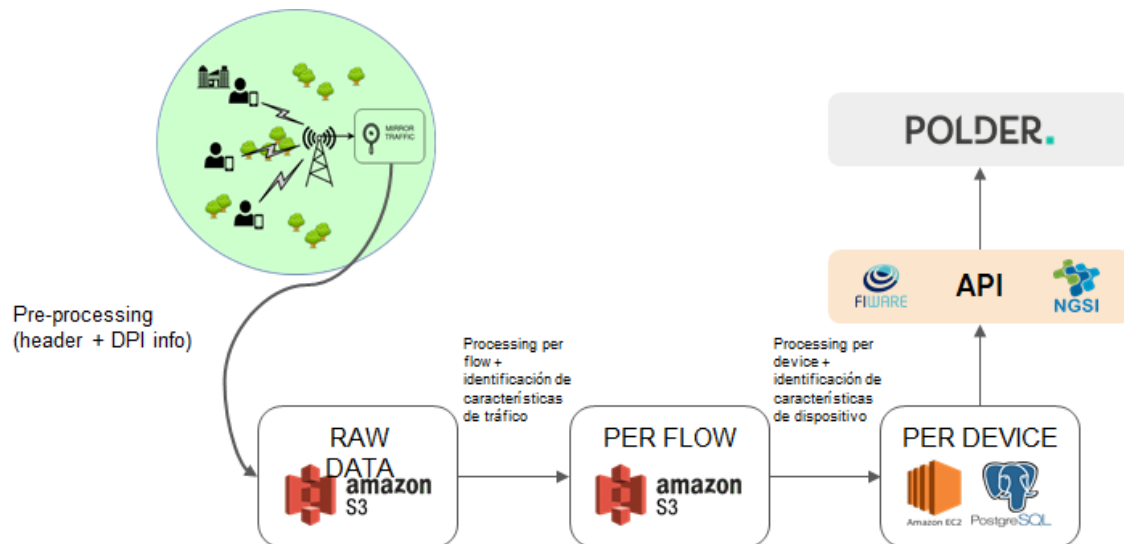 MIRROR
TRAFFIC
POLDER.
FIWARE
API
NGSI
Pre-processing
(header + DPI info)
Processing per
flow +
identificación de
características
de tráfico
Processing per
device +
identificación de
características
de dispositivo
RAW
DATA
amazon
S3
PER FLOW
amazon
S3
PER DEVICE
Amazon EC2
PostgreSQL